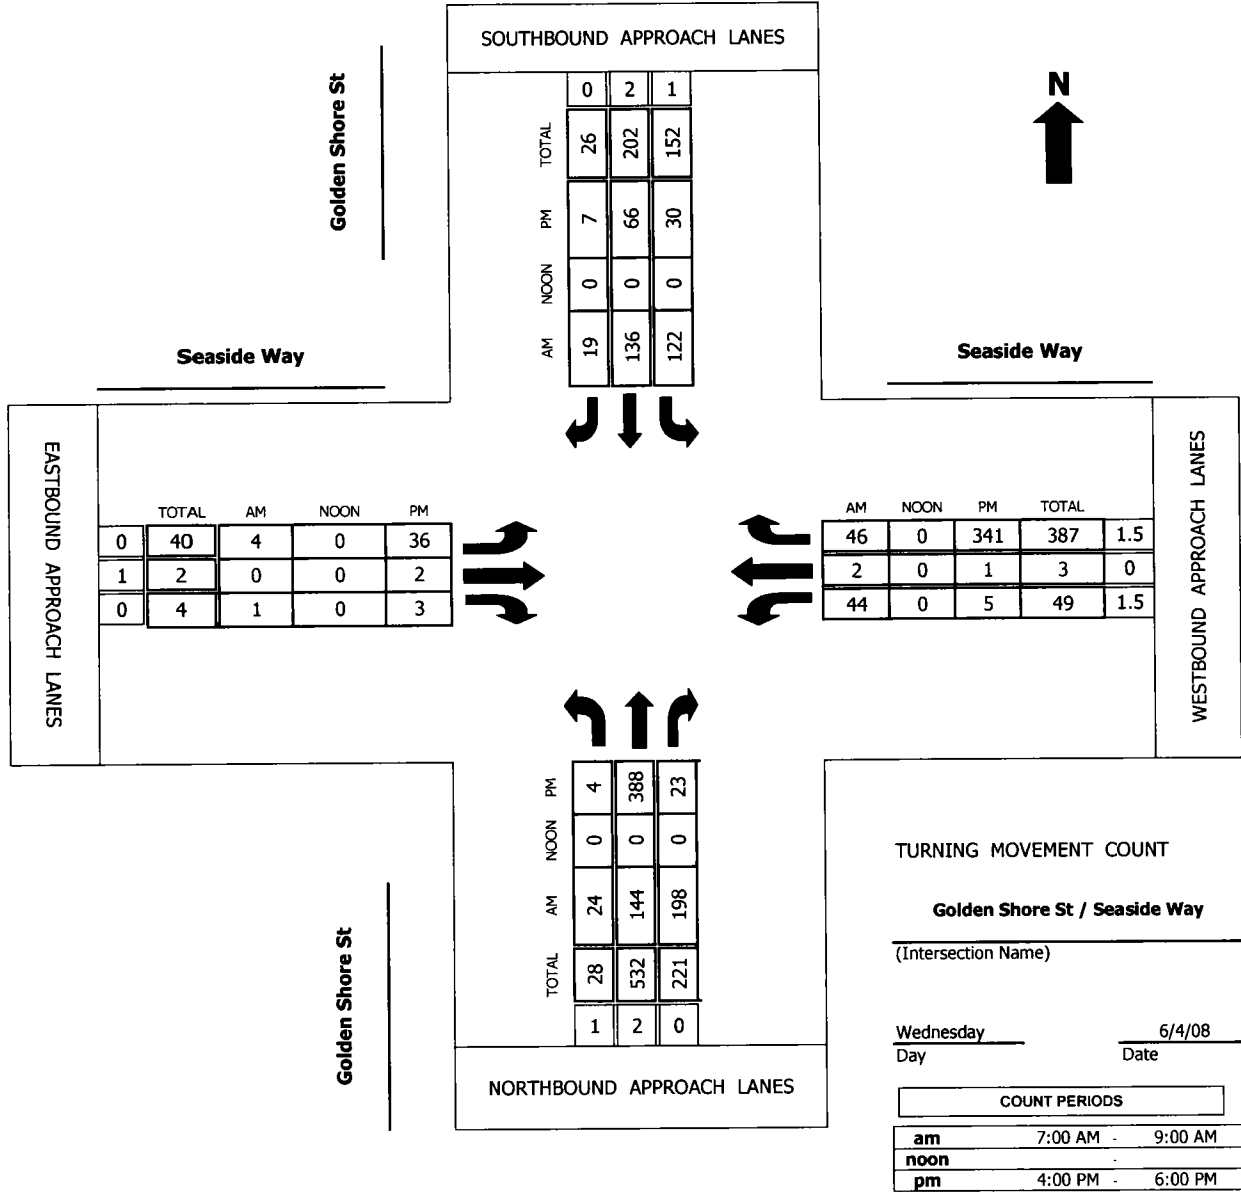 SOUTHBOUND APPROACH LANES
0 2 1
TOTAL 26 202 152
PM 7 66 30
NOON 0 0 0
AM 19 136 122
Golden Shore St
N
Seaside Way
Seaside Way
EASTBOUND APPROACH LANES
TOTAL AM NOON PM
0 40 4 0 36
1 2 0 0 2
0 4 1 0 3
AM NOON PM TOTAL
46 0 341 387 1.5
2 0 1 3 0
44 0 5 49 1.5
WESTBOUND APPROACH LANES
PM 4 388 23
NOON 0 0 0
AM 24 144 198
TOTAL 28 532 221
1 2 0
NORTHBOUND APPROACH LANES
Golden Shore St
TURNING MOVEMENT COUNT
Golden Shore St / Seaside Way
(Intersection Name)
Wednesday 6/4/08
Day Date
COUNT PERIODS
am 7:00 AM - 9:00 AM
noon -
pm 4:00 PM - 6:00 PM